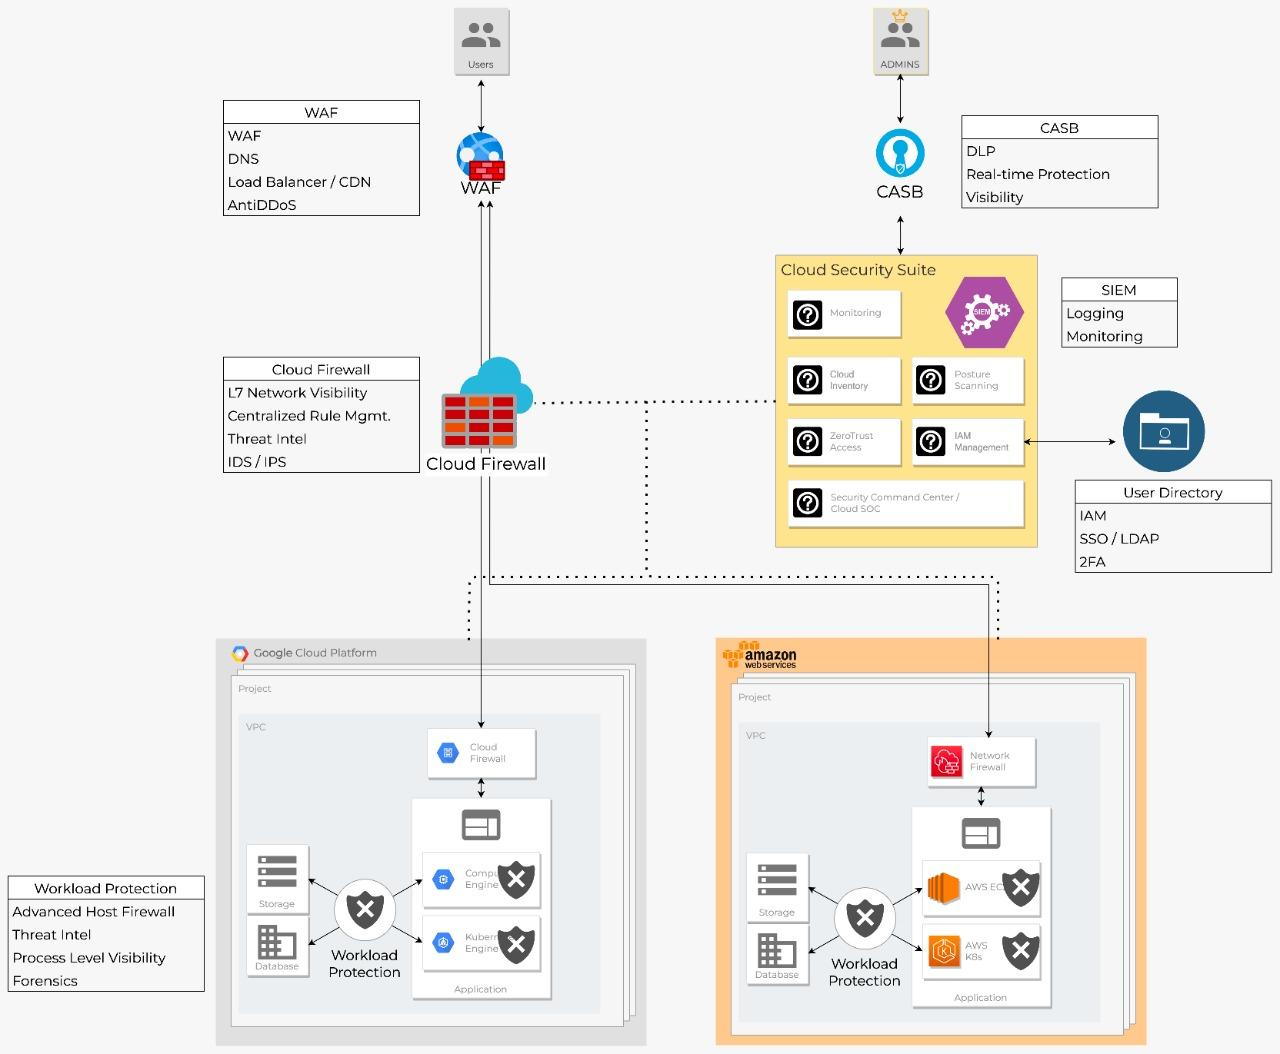 Users
ADMINS
WAF
WAF
DNS
Load Balancer / CDN
AntiDDoS
WAF
CASB
CASB
DLP
Real-time Protection
Visibility
Cloud Security Suite
Monitoring
SIEM
Cloud
Inventory
Posture
Scanning
ZeroTrust
Access
IAM
Management
Security Command Center /
Cloud SOC
SIEM
Logging
Monitoring
User Directory
IAM
SSO / LDAP
2FA
Cloud Firewall
L7 Network Visibility
Centralized Rule Mgmt.
Threat Intel
IDS / IPS
Cloud Firewall
Google Cloud Platform
Project
VPC
Cloud
Firewall
Storage
Database
Workload
Protection
Engine
Engine
Application
Workload Protection
Advanced Host Firewall
Threat Intel
Process Level Visibility
Forensics
amazon
webservices
Project
VPC
Network
Firewall
Storage
Database
Workload
Protection
AWS
AWS
K8s
Application